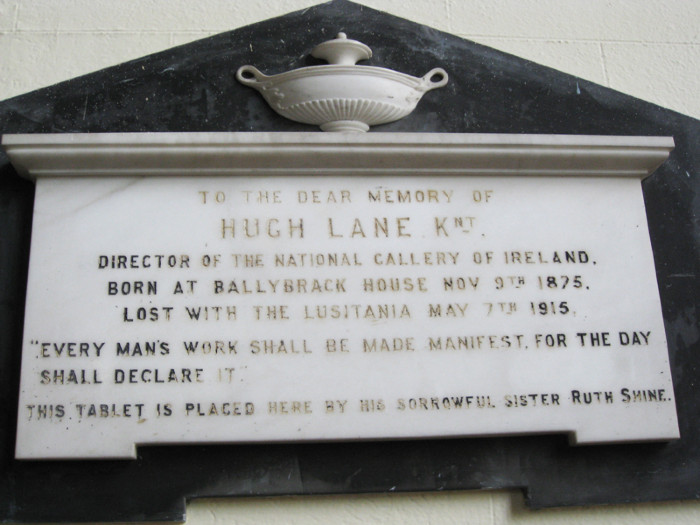 TO THE DEAR MEMORY OF
HUGH LANE KNT.
DIRECTOR OF THE NATIONAL GALLERY OF IRELAND.
BORN AT BALLYBRACK HOUSE NOV 9TH 1875.
LOST WITH THE LUSITANIA MAY 7TH 1915.
"EVERY MAN'S WORK SHALL BE MADE MANIFEST, FOR THE DAY
SHALL DECLARE IT"
THIS TABLET IS PLACED HERE BY HIS SORROWFUL SISTER RUTH SHINE.